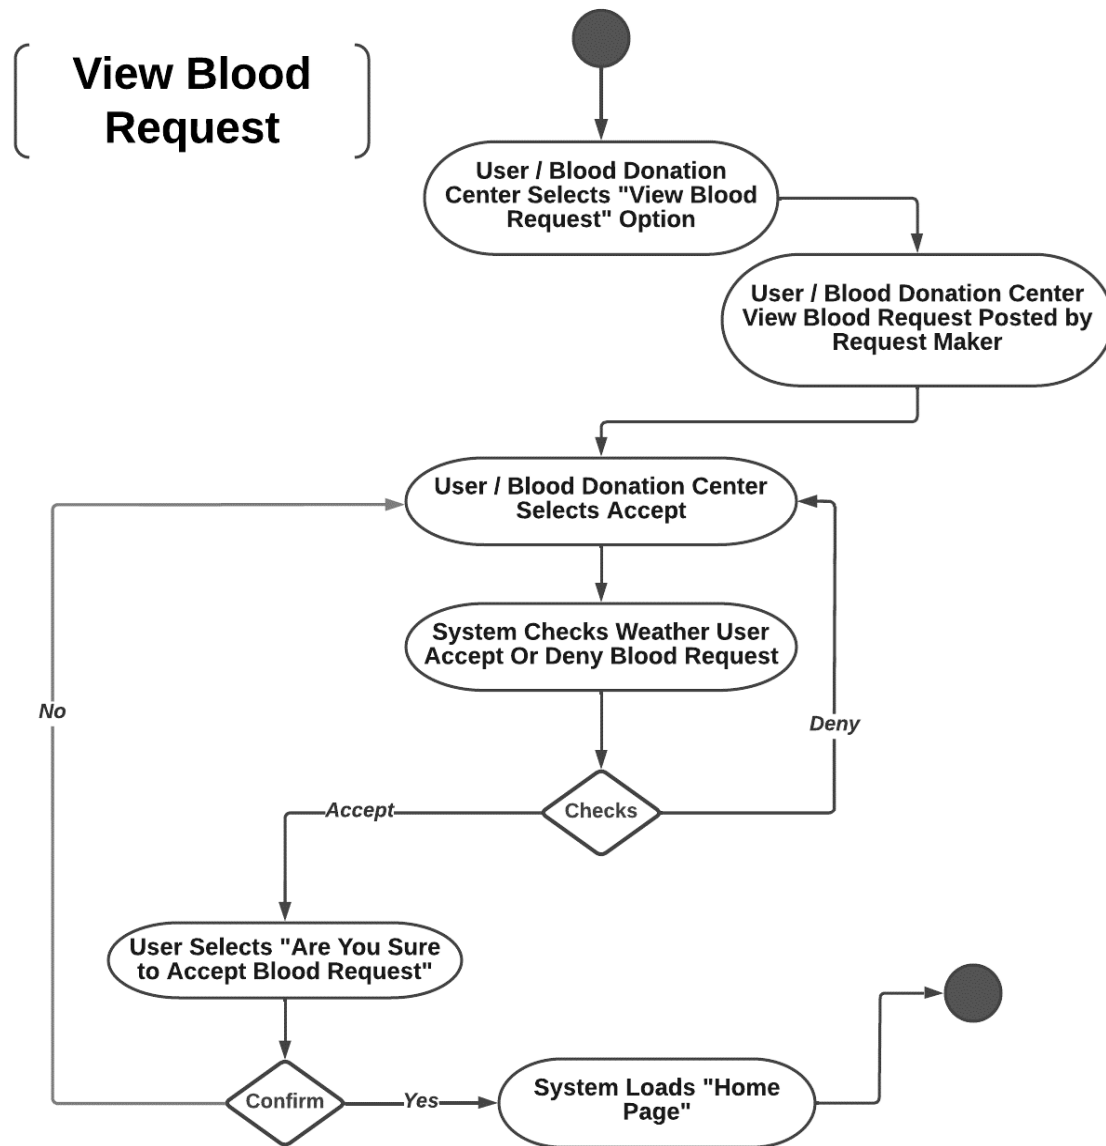 View Blood
Request
User / Blood Donation
Center Selects "View Blood
Request" Option
User / Blood Donation Center
View Blood Request Posted by
Request Maker
User / Blood Donation Center
Selects Accept
System Checks Weather User
Accept Or Deny Blood Request
No
Deny
Checks
Accept
User Selects "Are You Sure
to Accept Blood Request"
Confirm
Yes
System Loads "Home
Page"